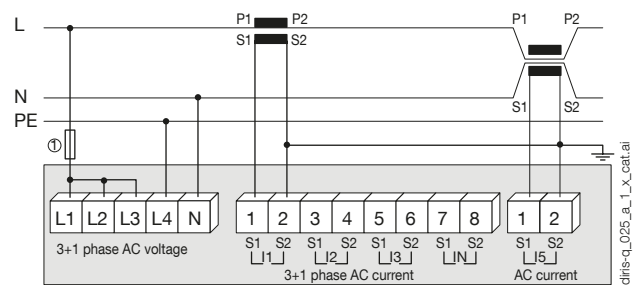 L P1 P2 P1 P2
S1 S2
N
S1 S2
PE
1
L1 L2 L3 L4 N 1 2 3 4 5 6 7 8 1 2
S1 S2 S1 S2 S1 S2 S1 S2 S1 S2
I1 I2 I3 IN I5
3+1 phase AC voltage
3+1 phase AC current AC current
diris-q_025_a_1_x_cat.ai